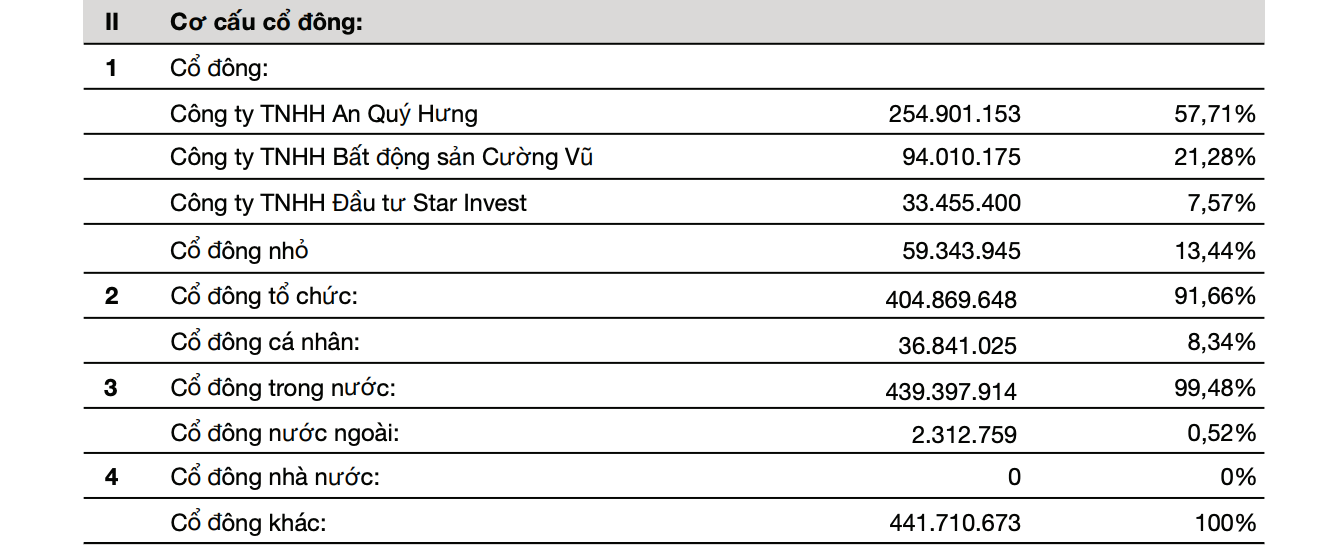 II Cơ cấu cổ đông:
1 Cổ đông:
Công ty TNHH An Quý Hưng 254.901.153 57,71%
Công ty TNHH Bất động sản Cường Vũ 94.010.175 21,28%
Công ty TNHH Đầu tư Star Invest 33.455.400 7,57%
Cổ đông nhỏ 59.343.945 13,44%
2 Cổ đông tổ chức: 404.869.648 91,66%
Cổ đông cá nhân: 36.841.025 8,34%
3 Cổ đông trong nước: 439.397.914 99,48%
Cổ đông nước ngoài: 2.312.759 0,52%
4 Cổ đông nhà nước: 0 0%
Cổ đông khác: 441.710.673 100%